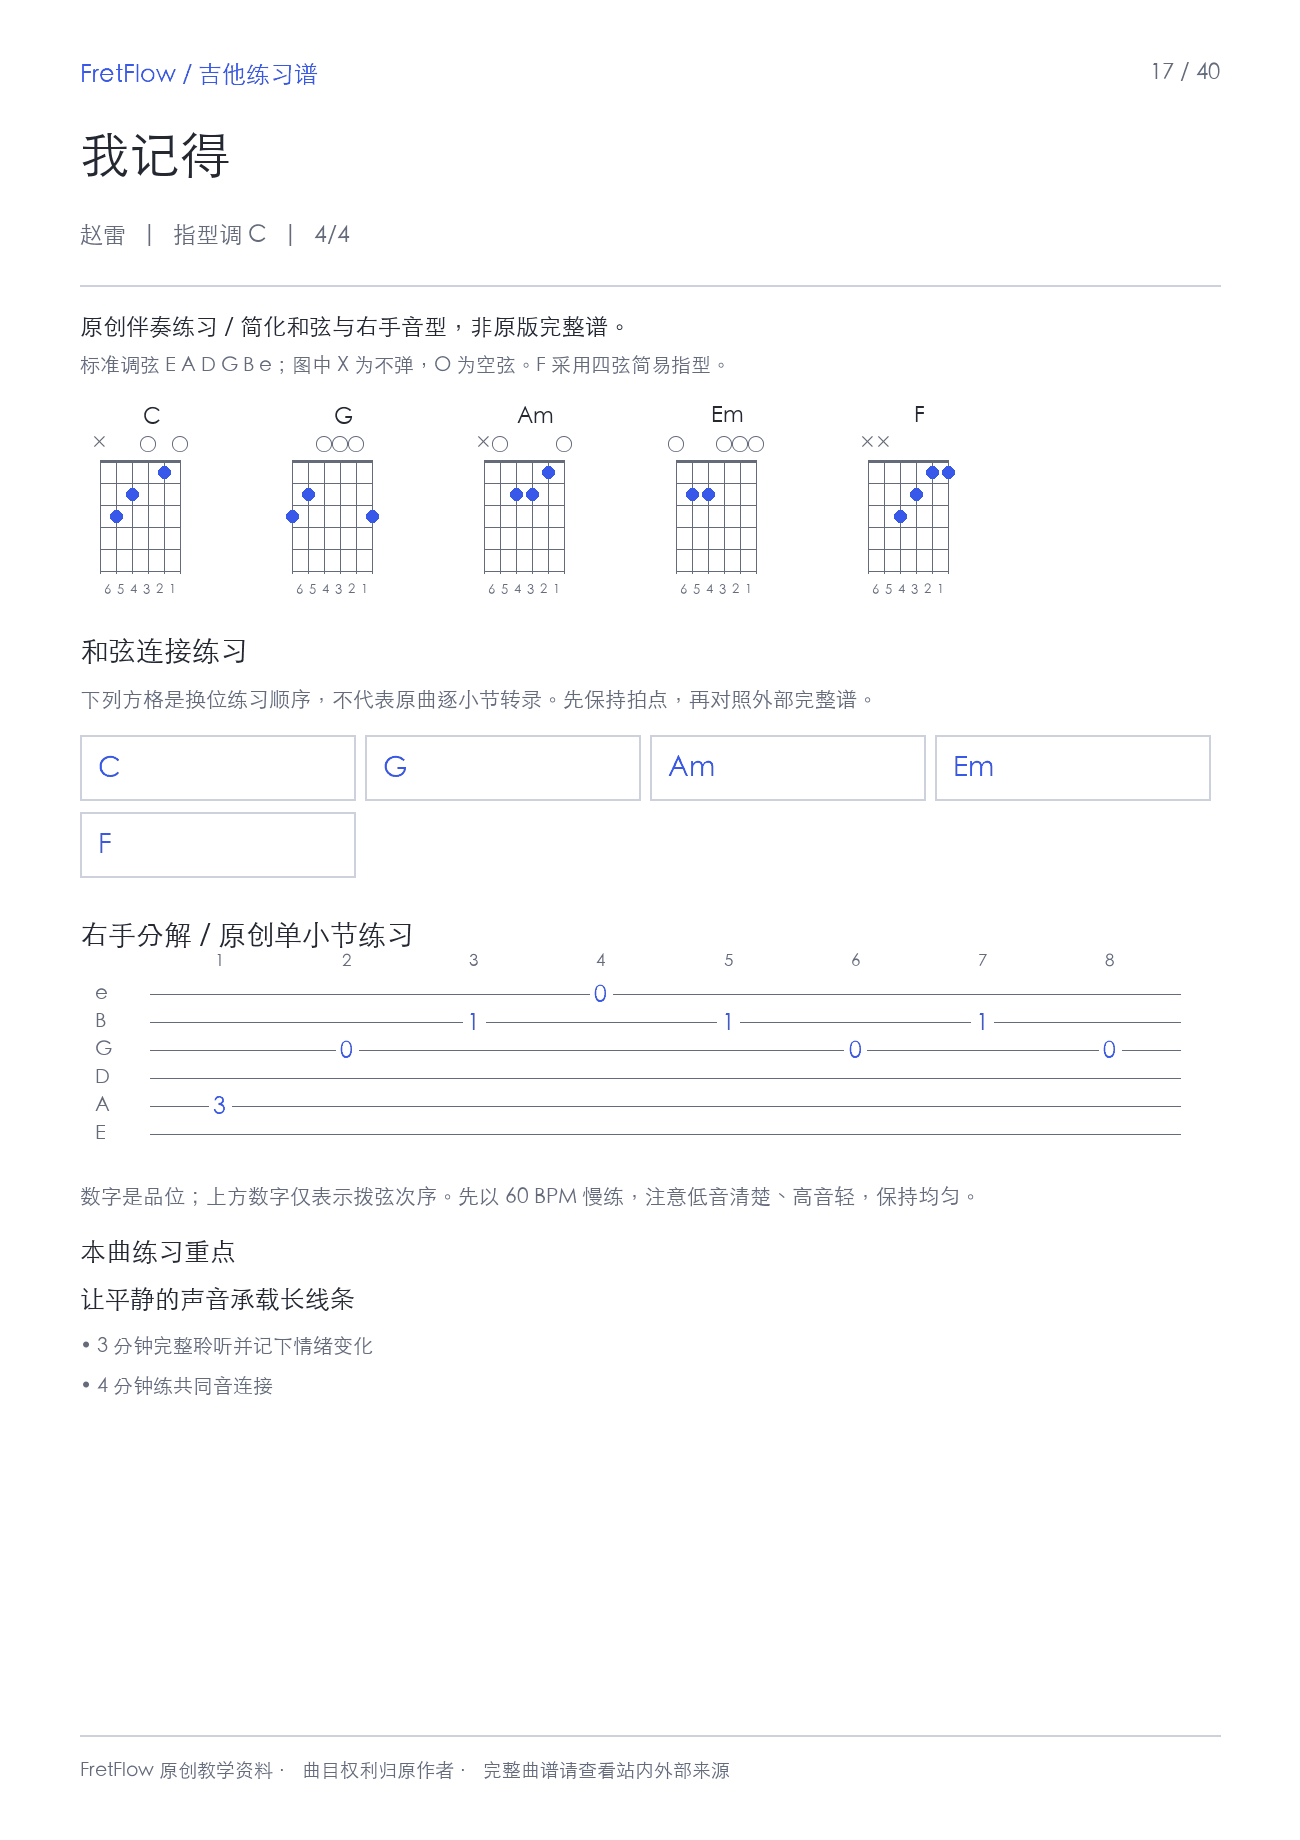 FretFlow / 吉他练习谱
17 / 40
我记得
赵雷 | 指型调 C | 4/4
原创伴奏练习 / 简化和弦与右手音型，非原版完整谱。
标准调弦 E A D G B e；图中 X 为不弹，O 为空弦。F 采用四弦简易指型。
C G Am Em F
× ○ ○ ○○○ ×○ ○ ○ ○○○ ××
6 5 4 3 2 1 6 5 4 3 2 1 6 5 4 3 2 1 6 5 4 3 2 1 6 5 4 3 2 1
和弦连接练习
下列方格是换位练习顺序，不代表原曲逐小节转录。先保持拍点，再对照外部完整谱。
C G Am Em
F
右手分解 / 原创单小节练习
1 2 3 4 5 6 7 8
e 0
B 1 1 1
G 0 0 0
D
A 3
E
数字是品位；上方数字仅表示拨弦次序。先以 60 BPM 慢练，注意低音清楚、高音轻，保持均匀。
本曲练习重点
让平静的声音承载长线条
• 3 分钟完整聆听并记下情绪变化
• 4 分钟练共同音连接
FretFlow 原创教学资料 · 曲目权利归原作者 · 完整曲谱请查看站内外部来源